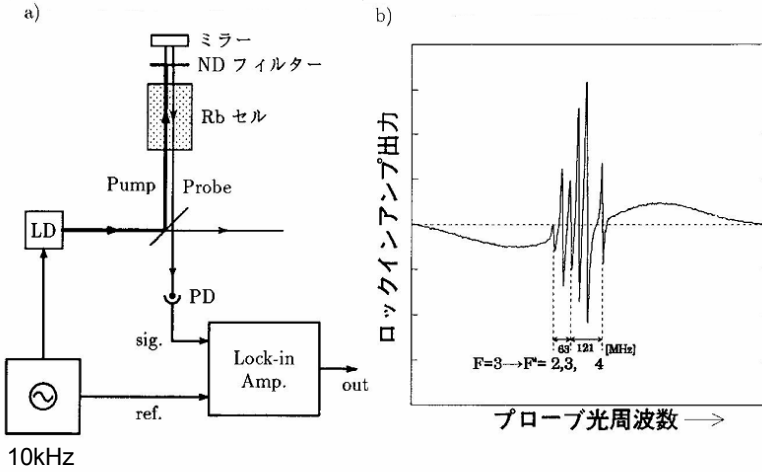 a)
ミラー
ND フィルター
Rb セル
Pump
Probe
LD
PD
sig.
Lock-in
Amp.
out
ref.
10kHz
b)
ロックインアンプ出力
63
121
[MHz]
F=3→F'= 2,3, 4
プローブ光周波数